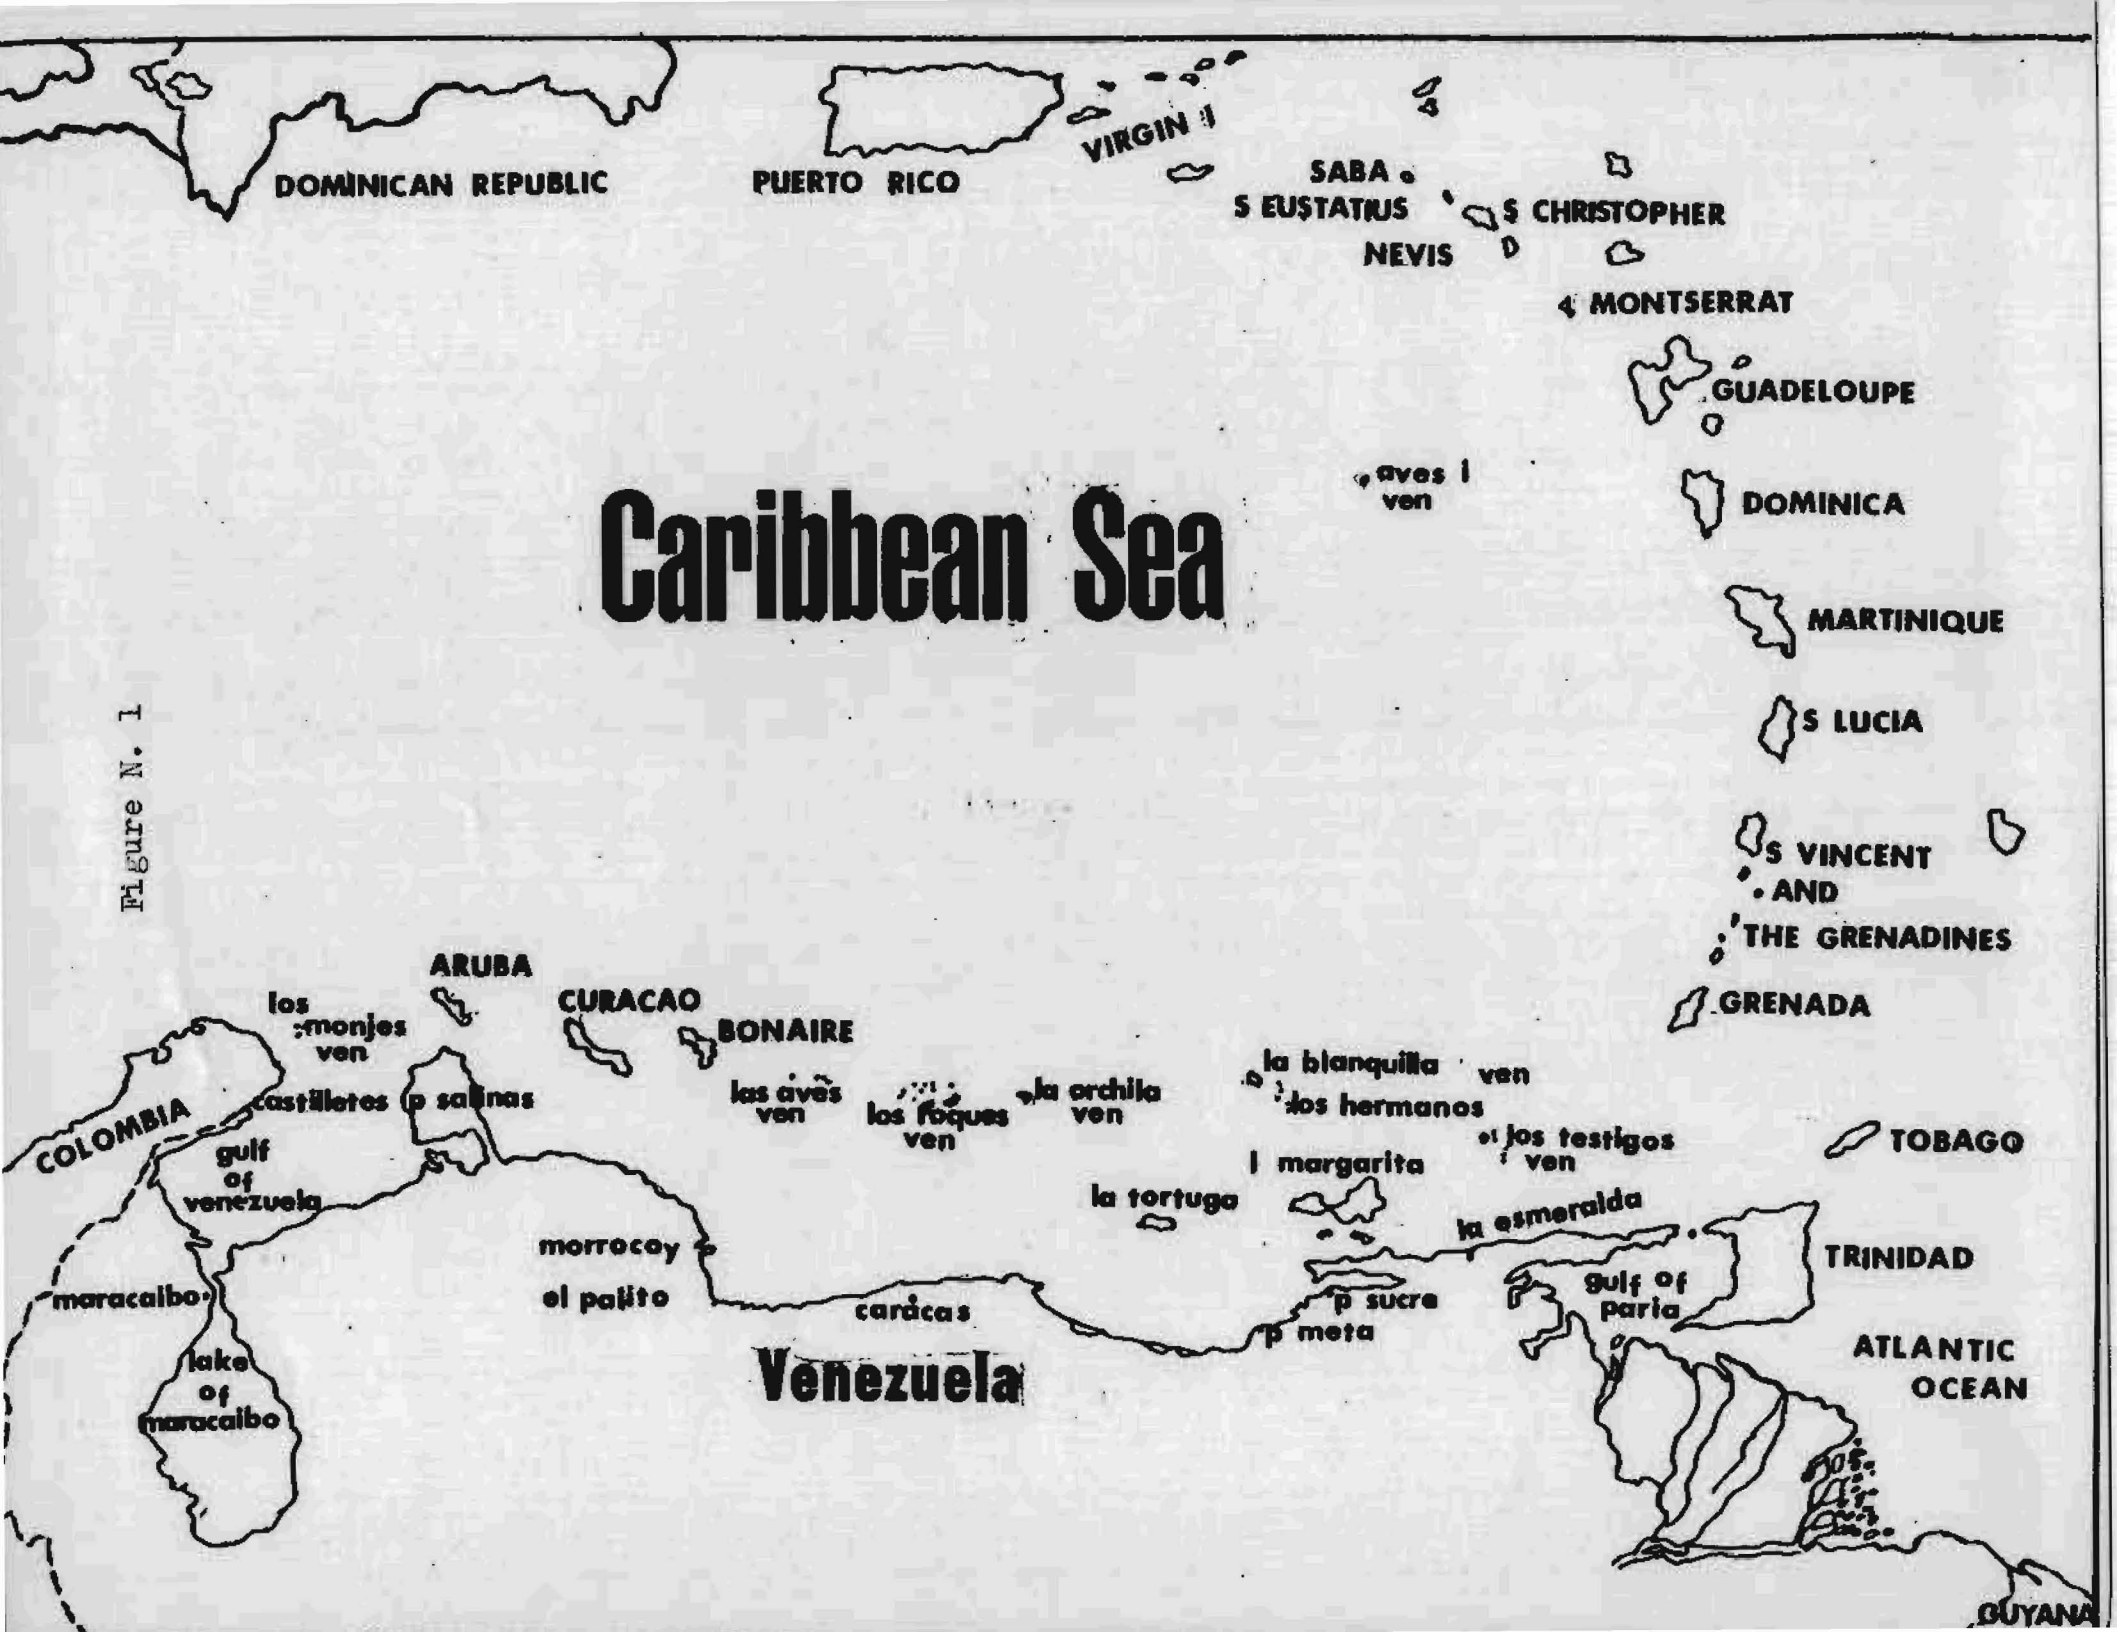 DOMINICAN REPUBLIC
PUERTO RICO
VIRGIN I
SABA
S EUSTATIUS
S CHRISTOPHER
NEVIS
MONTSERRAT
GUADELOUPE
aves i
ven
DOMINICA
Caribbean Sea
MARTINIQUE
S LUCIA
Figure N. 1
S VINCENT
AND
THE GRENADINES
GRENADA
ARUBA
CURACAO
BONAIRE
los
monjes
ven
COLOMBIA
castilletes
p salinas
las aves
ven
los roques
ven
la orchila
ven
la blanquilla ven
los hermanos
los testigos
ven
TOBAGO
gulf
of
venezuela
I margarita
la tortuga
la esmeralda
morrocoy
TRINIDAD
maracaibo
el palito
caracas
p sucre
gulf of
paria
p meta
ATLANTIC
OCEAN
lake
of
maracaibo
Venezuela
GUYANA